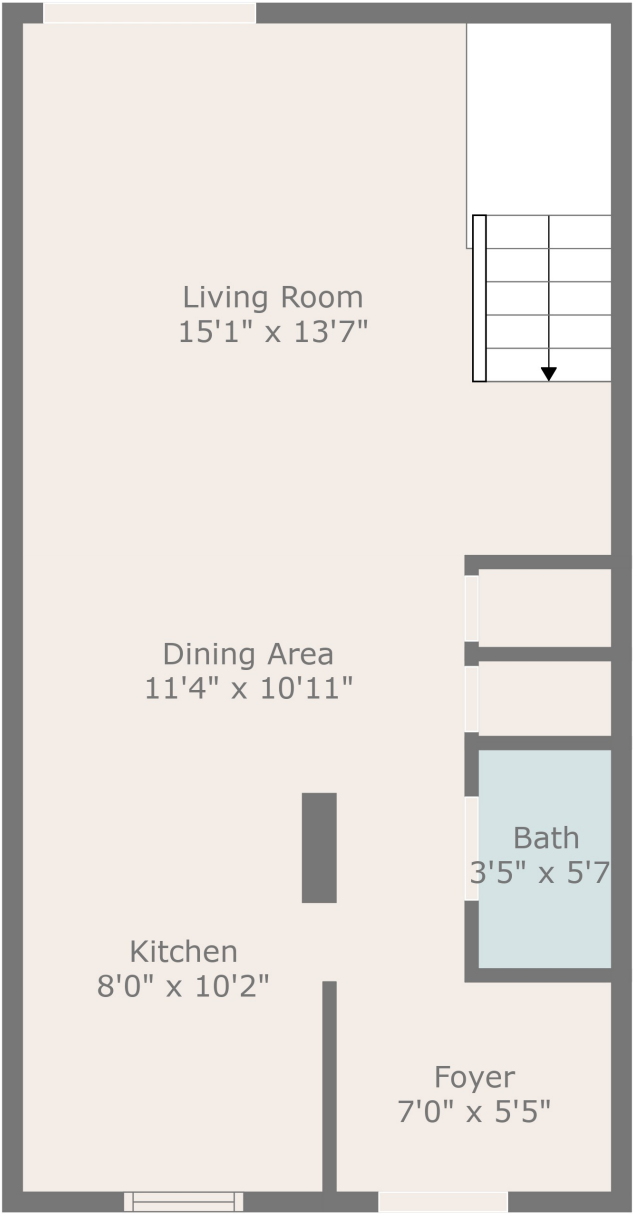 Living Room
15'1" x 13'7"
Dining Area
11'4" x 10'11"
Bath
3'5" x 5'7
Kitchen
8'0" x 10'2"
Foyer
7'0" x 5'5"